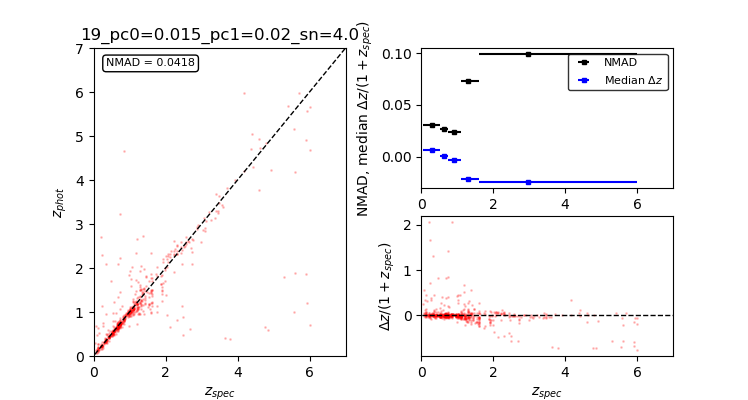 19_pc0=0.015_pc1=0.02_sn=4.0
NMAD = 0.0418
7
6
5
4
3
2
1
0
z_phot
0 2 4 6
z_spec
NMAD, median Δz/(1 + z_spec)
0.10
0.05
0.00
NMAD
Median Δz
0 2 4 6
Δz/(1 + z_spec)
2
1
0
0 2 4 6
z_spec